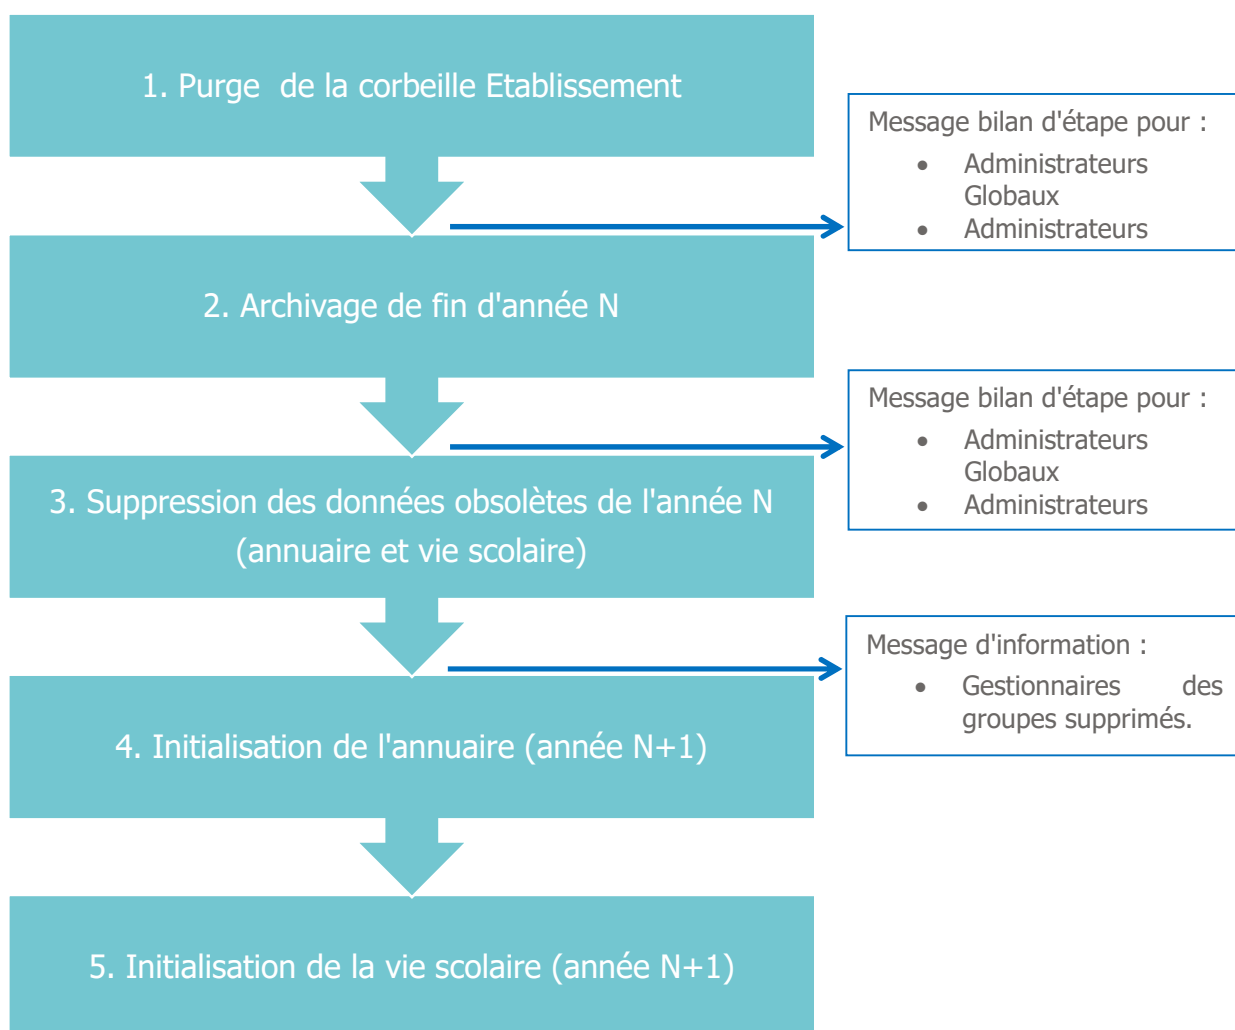 1. Purge de la corbeille Etablissement
Message bilan d'étape pour :
• Administrateurs
Globaux
• Administrateurs
2. Archivage de fin d'année N
Message bilan d'étape pour :
• Administrateurs
Globaux
• Administrateurs
3. Suppression des données obsolètes de l'année N
(annuaire et vie scolaire)
Message d'information :
• Gestionnaires des
groupes supprimés.
4. Initialisation de l'annuaire (année N+1)
5. Initialisation de la vie scolaire (année N+1)